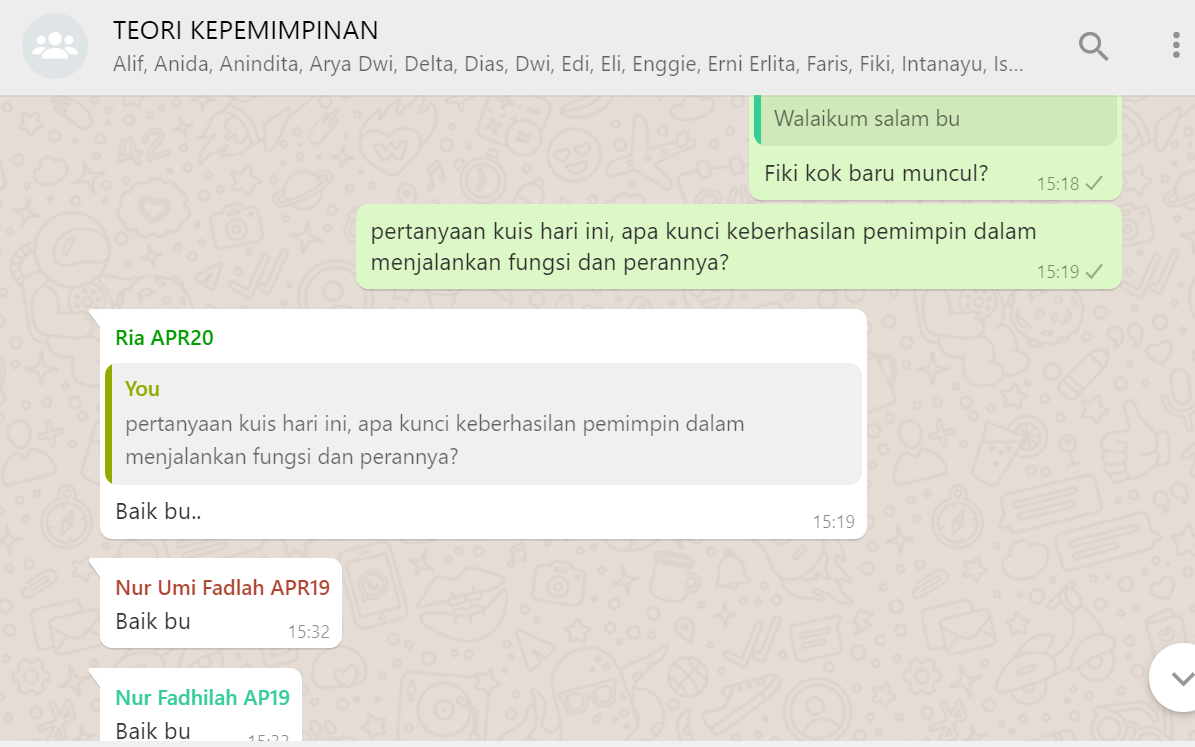 TEORI KEPEMIMPINAN
Alif, Anida, Anindita, Arya Dwi, Delta, Dias, Dwi, Edi, Eli, Enggie, Erni Erlita, Faris, Fiki, Intanayu, Is...
Walaikum salam bu
Fiki kok baru muncul?
15:18
pertanyaan kuis hari ini, apa kunci keberhasilan pemimpin dalam
menjalankan fungsi dan perannya?
15:19
Ria APR20
You
pertanyaan kuis hari ini, apa kunci keberhasilan pemimpin dalam
menjalankan fungsi dan perannya?
Baik bu..
15:19
Nur Umi Fadlah APR19
Baik bu
15:32
Nur Fadhilah AP19
Baik bu